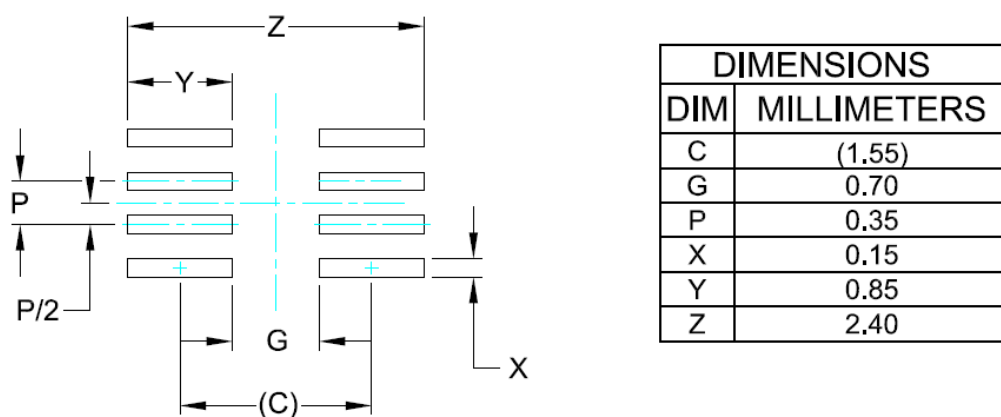 Z
Y
P
P/2
G
X
(C)
DIMENSIONS
DIM MILLIMETERS
C (1.55)
G 0.70
P 0.35
X 0.15
Y 0.85
Z 2.40